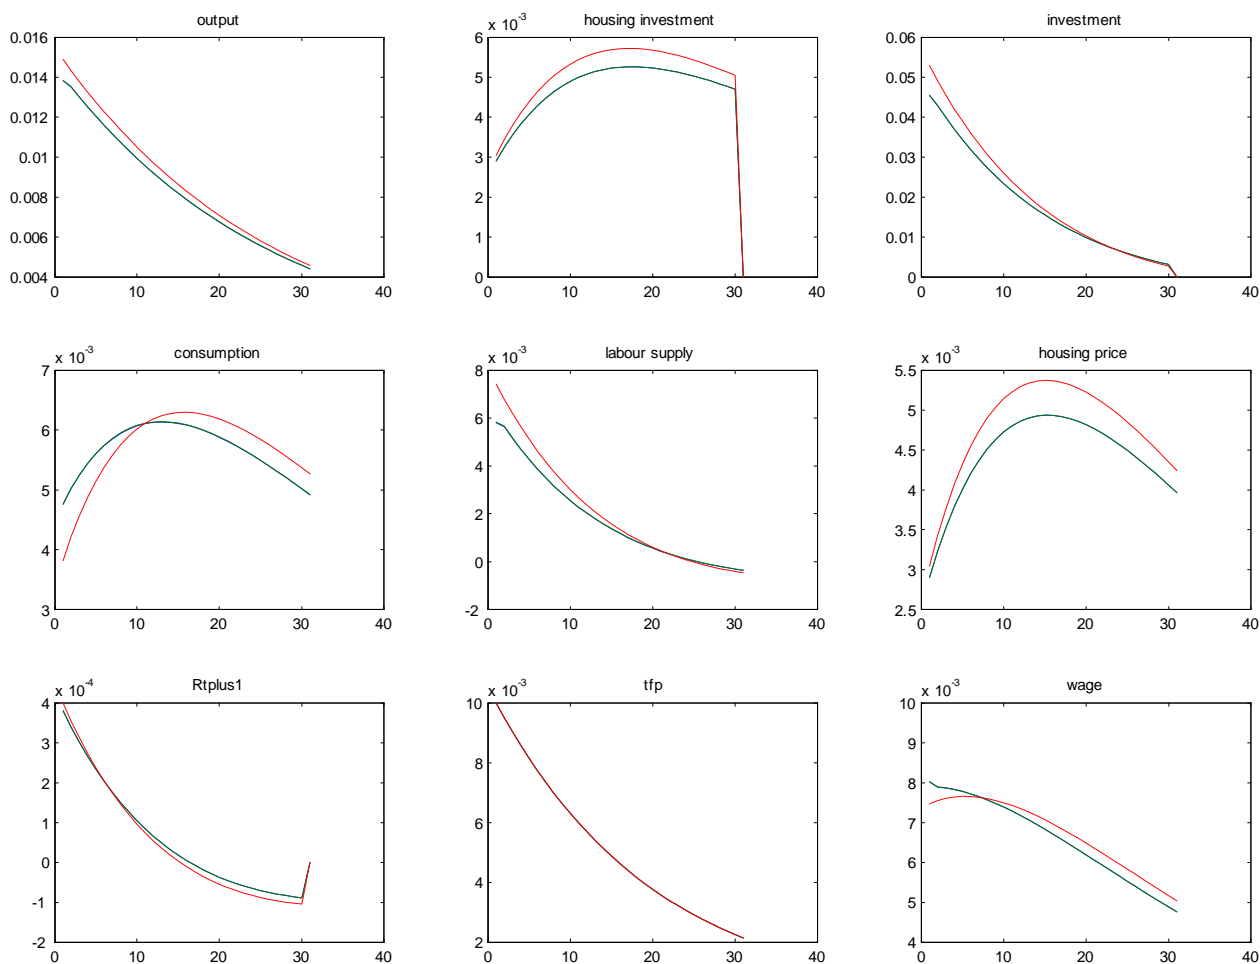 output
0.016
0.014
0.012
0.01
0.008
0.006
0.004
0 10 20 30 40
housing investment
x 10-3
6
5
4
3
2
1
0
0 10 20 30 40
investment
0.06
0.05
0.04
0.03
0.02
0.01
0
0 10 20 30 40
consumption
x 10-3
7
6
5
4
3
0 10 20 30 40
labour supply
x 10-3
8
6
4
2
0
-2
0 10 20 30 40
housing price
x 10-3
5.5
5
4.5
4
3.5
3
2.5
0 10 20 30 40
Rtplus1
x 10-4
4
3
2
1
0
-1
-2
0 10 20 30 40
tfp
x 10-3
10
8
6
4
2
0 10 20 30 40
wage
x 10-3
10
9
8
7
6
5
4
0 10 20 30 40